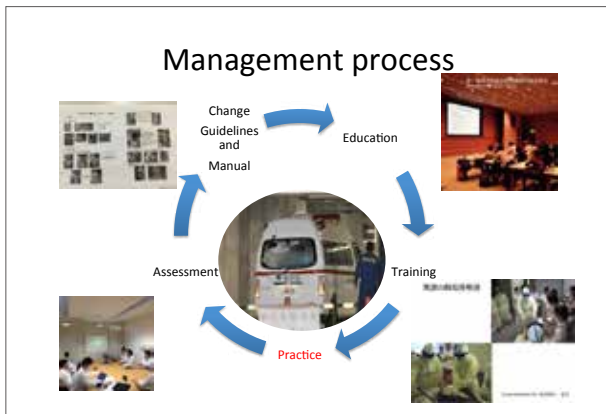 Management process
Change
Guidelines
and
Manual
Education
Assessment
Training
Practice